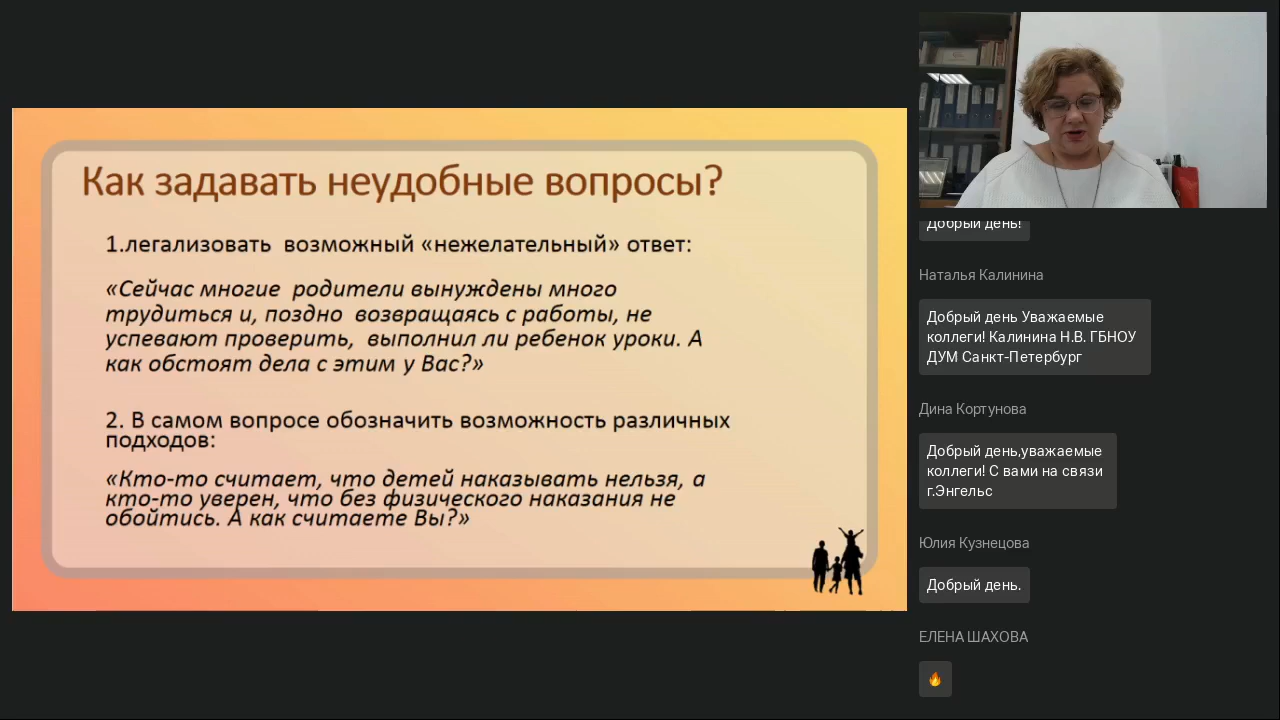 Как задавать неудобные вопросы?
1.легализовать возможный «нежелательный» ответ:
«Сейчас многие родители вынуждены много
трудиться и, поздно возвращаясь с работы, не
успевают проверить, выполнил ли ребенок уроки. А
как обстоят дела с этим у Вас?»
2. В самом вопросе обозначить возможность различных
подходов:
«Кто-то считает, что детей наказывать нельзя, а
кто-то уверен, что без физического наказания не
обойтись. А как считаете Вы?»
Добрый день!
Наталья Калинина
Добрый день Уважаемые
коллеги! Калинина Н.В. ГБНОУ
ДУМ Санкт-Петербург
Дина Кортунова
Добрый день,уважаемые
коллеги! С вами на связи
г.Энгельс
Юлия Кузнецова
Добрый день.
ЕЛЕНА ШАХОВА